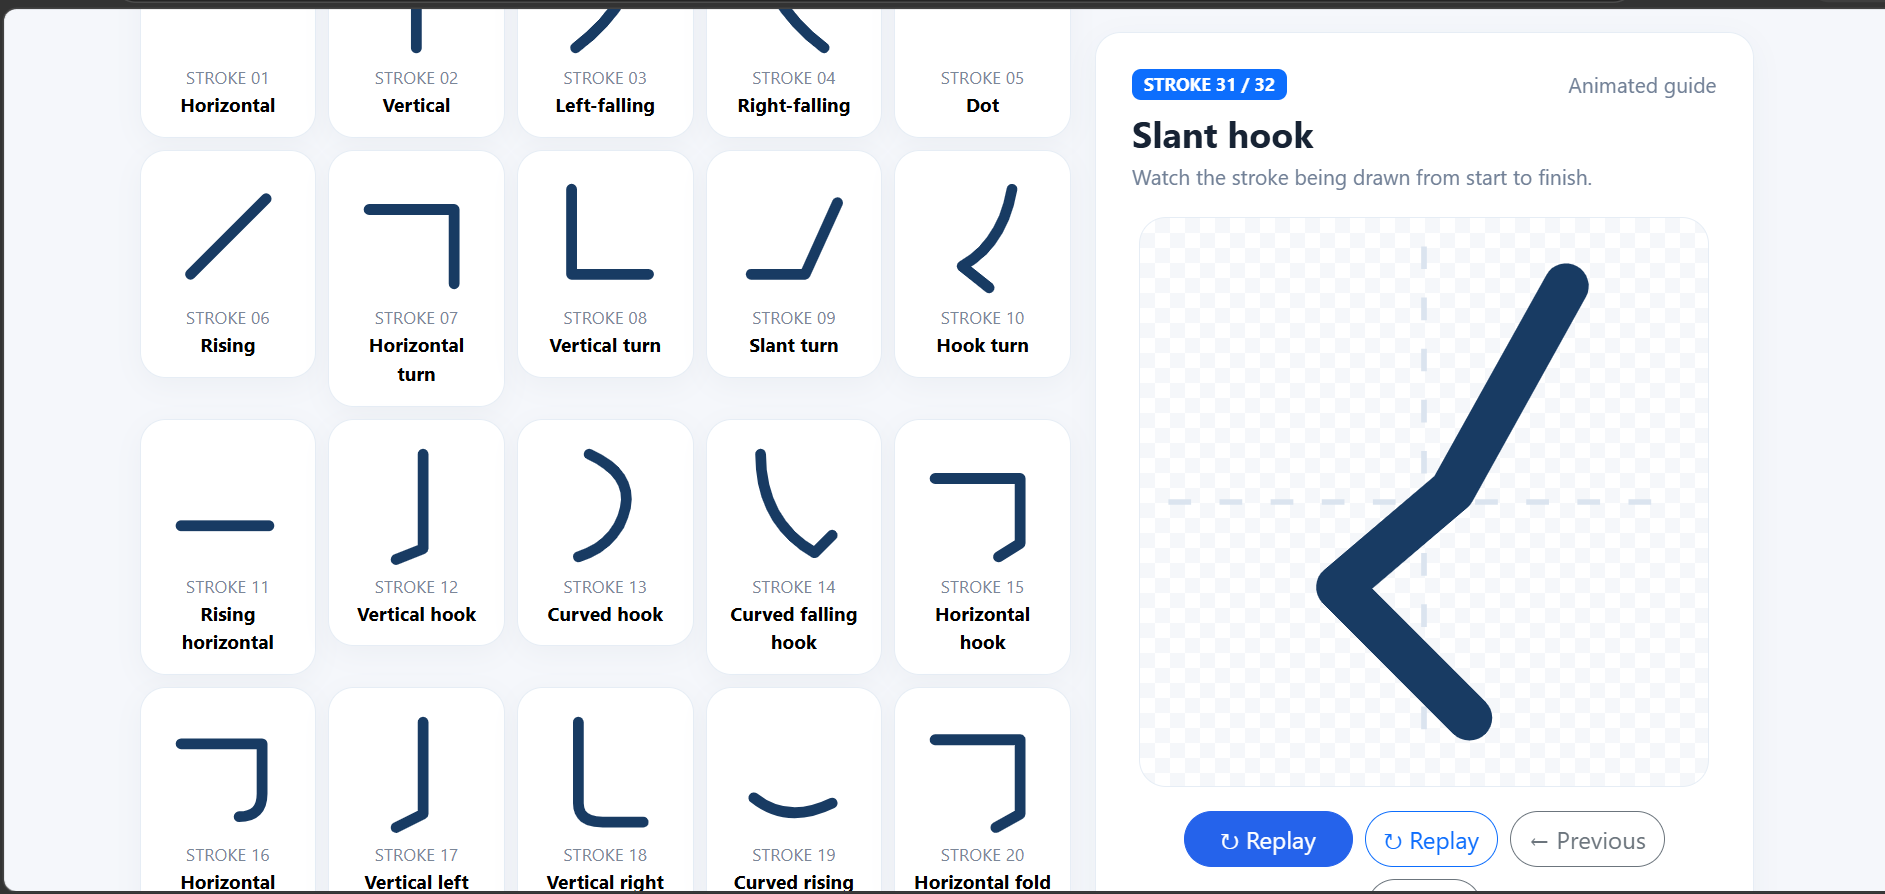 STROKE 01
Horizontal
STROKE 02
Vertical
STROKE 03
Left-falling
STROKE 04
Right-falling
STROKE 05
Dot
STROKE 06
Rising
STROKE 07
Horizontal
turn
STROKE 08
Vertical turn
STROKE 09
Slant turn
STROKE 10
Hook turn
STROKE 11
Rising
horizontal
STROKE 12
Vertical hook
STROKE 13
Curved hook
STROKE 14
Curved falling
hook
STROKE 15
Horizontal
hook
STROKE 16
Horizontal
STROKE 17
Vertical left
STROKE 18
Vertical right
STROKE 19
Curved rising
STROKE 20
Horizontal fold
STROKE 31 / 32
Animated guide
Slant hook
Watch the stroke being drawn from start to finish.
↻ Replay
↻ Replay
← Previous